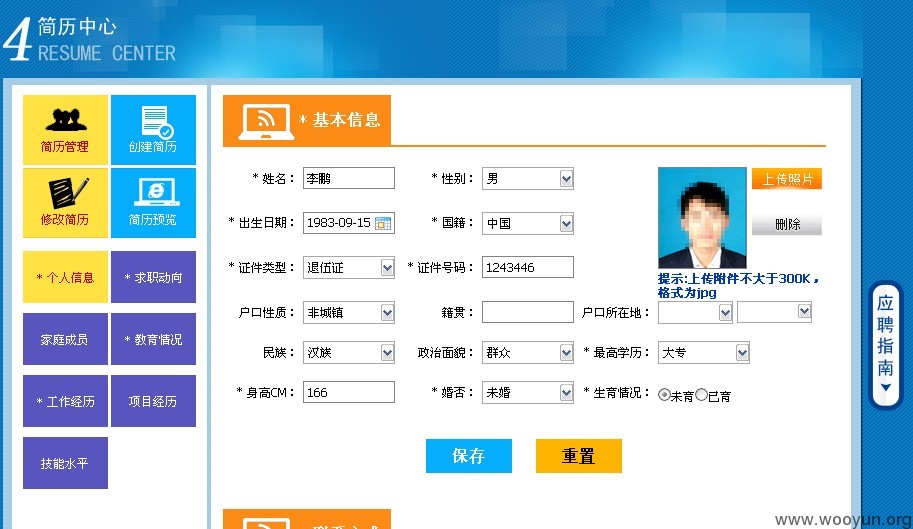 4 简历中心
RESUME CENTER
简历管理 创建简历
修改简历 简历预览
* 个人信息 * 求职动向
家庭成员 * 教育情况
* 工作经历 项目经历
技能水平
* 基本信息
* 姓名： 李鹏 * 性别： 男 上传照片
删除
* 出生日期： 1983-09-15 * 国籍： 中国
* 证件类型： 退伍证 * 证件号码： 1243446
提示:上传附件不大于300K，
格式为jpg
户口性质： 非城镇 籍贯： 户口所在地：
民族： 汉族 政治面貌： 群众 * 最高学历： 大专
* 身高CM： 166 * 婚否： 未婚 * 生育情况： 未育 已育
保存 重置
应聘指南
www.wooyun.org